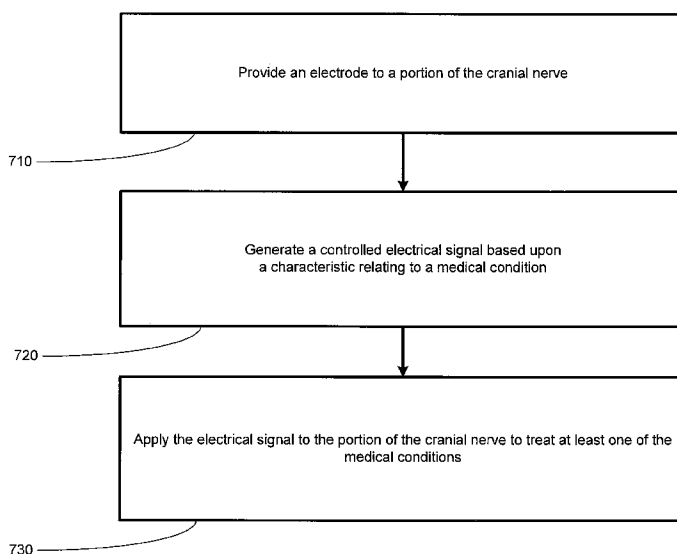 Provide an electrode to a portion of the cranial nerve
710
Generate a controlled electrical signal based upon
a characteristic relating to a medical condition
720
Apply the electrical signal to the portion of the cranial nerve to treat at least one of the
medical conditions
730